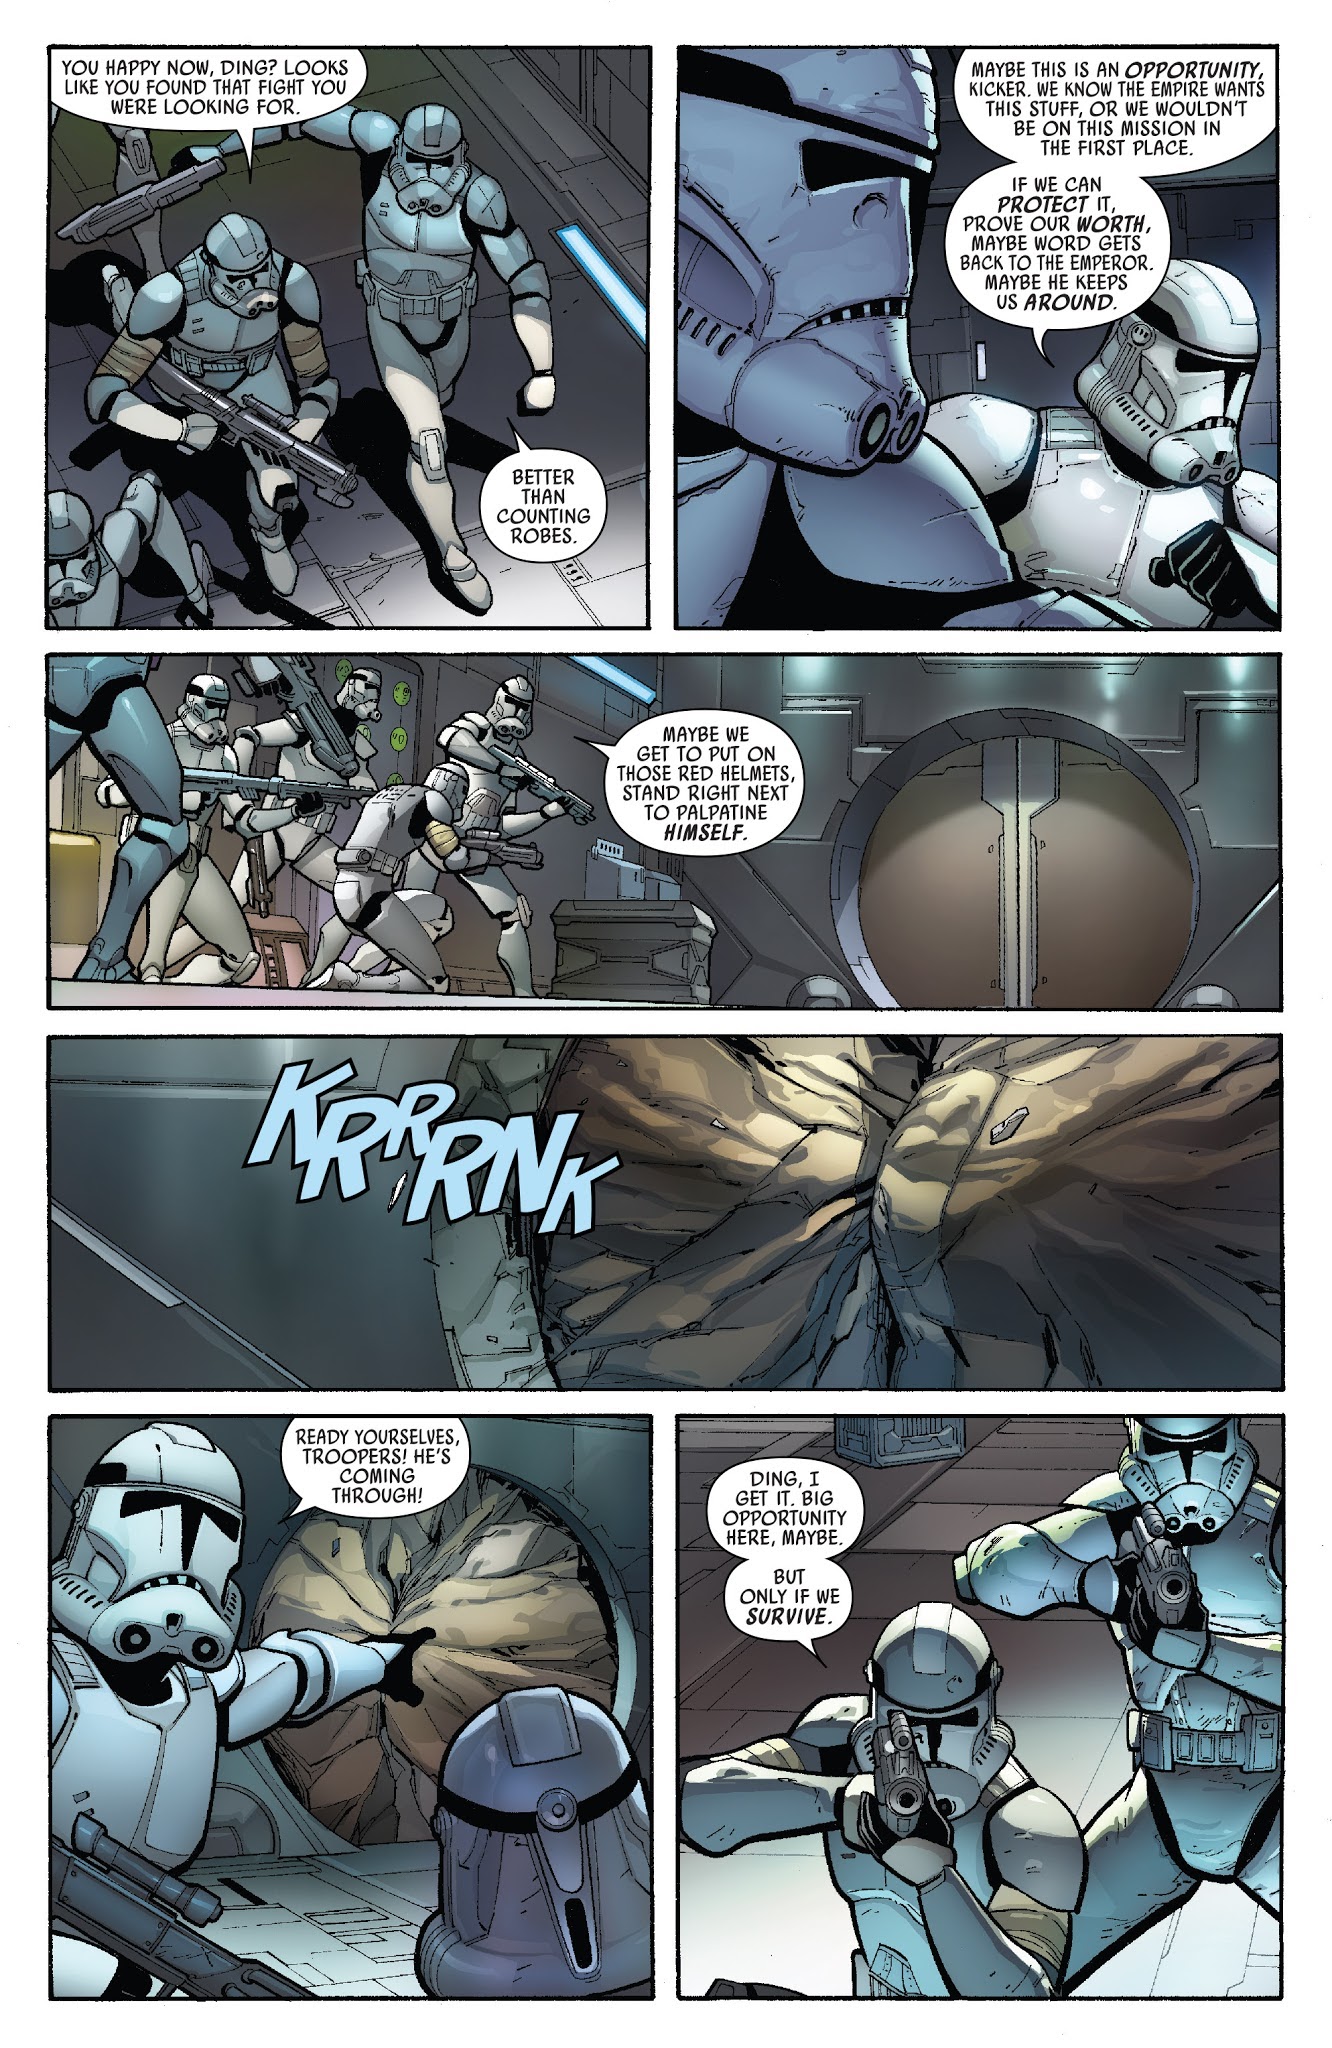 YOU HAPPY NOW, DING? LOOKS
LIKE YOU FOUND THAT FIGHT YOU
WERE LOOKING FOR.
BETTER
THAN
COUNTING
ROBES.
MAYBE THIS IS AN OPPORTUNITY,
KICKER. WE KNOW THE EMPIRE WANTS
THIS STUFF, OR WE WOULDN'T
BE ON THIS MISSION IN
THE FIRST PLACE.
IF WE CAN
PROTECT IT,
PROVE OUR WORTH,
MAYBE WORD GETS
BACK TO THE EMPEROR.
MAYBE HE KEEPS
US AROUND.
MAYBE WE
GET TO PUT ON
THOSE RED HELMETS,
STAND RIGHT NEXT
TO PALPATINE
HIMSELF.
KRRRNK
READY YOURSELVES,
TROOPERS! HE'S
COMING
THROUGH!
DING, I
GET IT. BIG
OPPORTUNITY
HERE, MAYBE.
BUT
ONLY IF WE
SURVIVE.